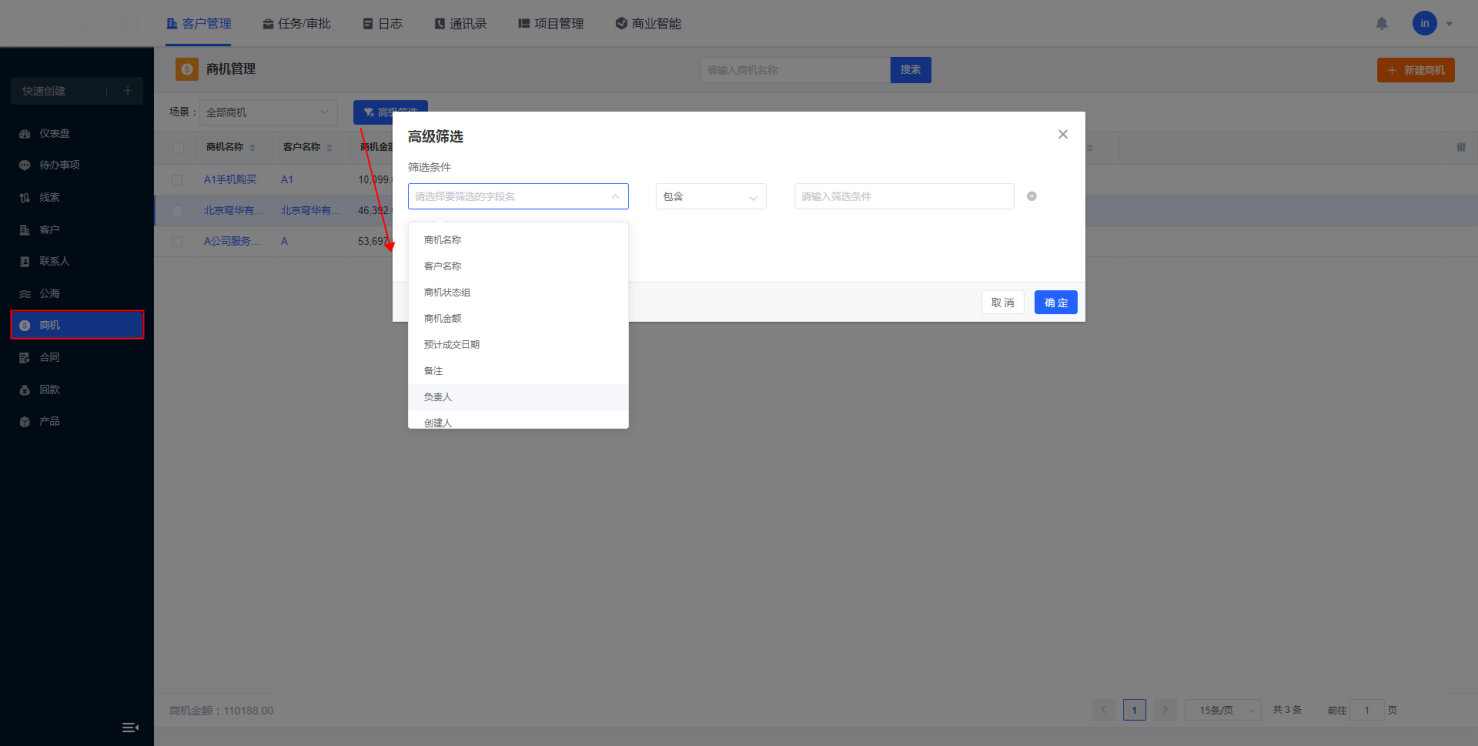 客户管理 任务/审批 日志 通讯录 项目管理 商业智能 in
商机管理 请输入商机名称 搜索 + 新建商机
快速创建 | +
仪表盘
待办事项
线索
客户
联系人
公海
商机
合同
回款
产品
场景： 全部商机
商机名称 客户名称
A1手机购买 A1 10,099.
北京穹华有... 北京穹华有... 46,392.
A公司服务... A 53,697
高级筛选
筛选条件
请选择要筛选的字段名 包含 请输入筛选条件
商机名称
客户名称
商机状态组
商机金额
预计成交日期
备注
负责人
创建人
取消 确定
商机金额：110188.00 1 15条/页 共 3 条 前往 1 页